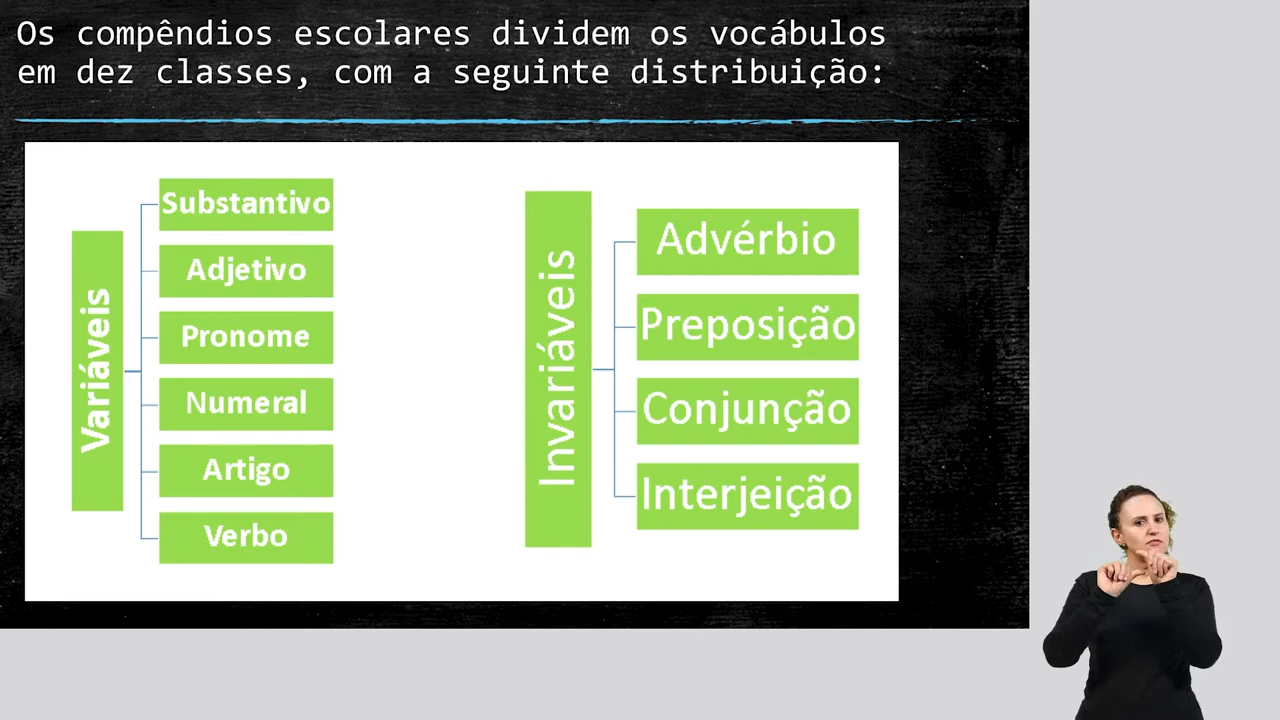 Os compêndios escolares dividem os vocábulos
em dez classes, com a seguinte distribuição:
Variáveis
Substantivo
Adjetivo
Pronome
Numeral
Artigo
Verbo
Invariáveis
Advérbio
Preposição
Conjunção
Interjeição